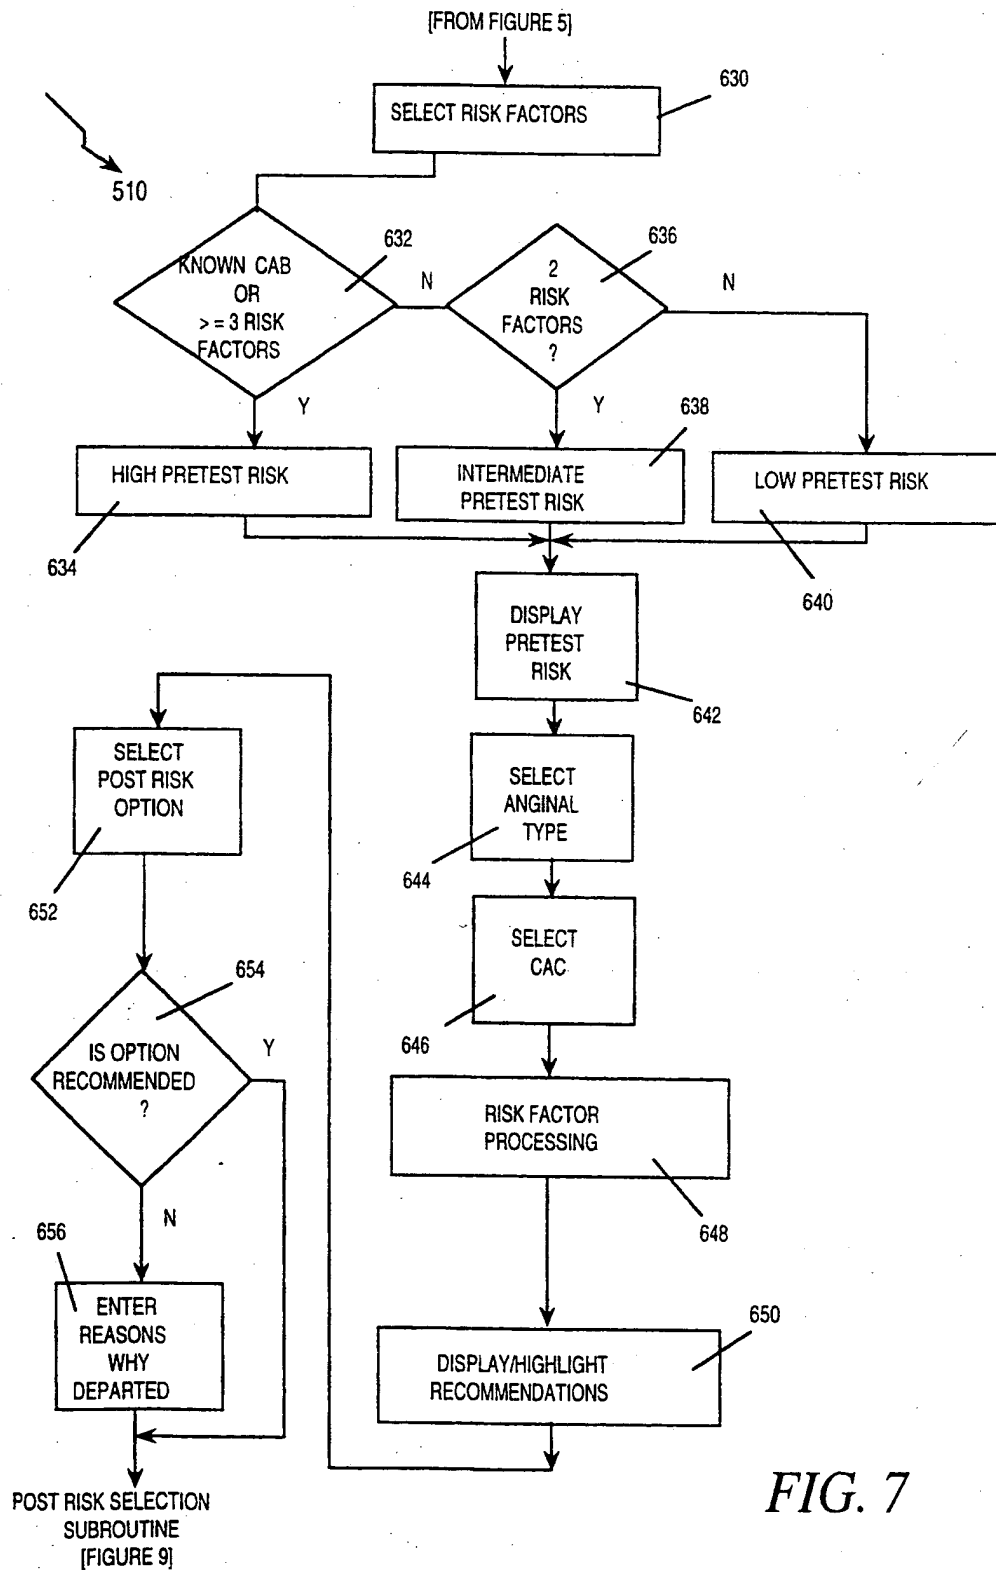 [FROM FIGURE 5]
630
SELECT RISK FACTORS
510
632
KNOWN CAB
OR
> = 3 RISK
FACTORS
N
636
2
RISK
FACTORS
?
N
Y
Y
638
HIGH PRETEST RISK
INTERMEDIATE
PRETEST RISK
LOW PRETEST RISK
634
640
DISPLAY
PRETEST
RISK
642
SELECT
POST RISK
OPTION
652
SELECT
ANGINAL
TYPE
644
SELECT
CAC
646
654
IS OPTION
RECOMMENDED
?
Y
N
RISK FACTOR
PROCESSING
648
656
ENTER
REASONS
WHY
DEPARTED
650
DISPLAY/HIGHLIGHT
RECOMMENDATIONS
POST RISK SELECTION
SUBROUTINE
[FIGURE 9]
FIG. 7